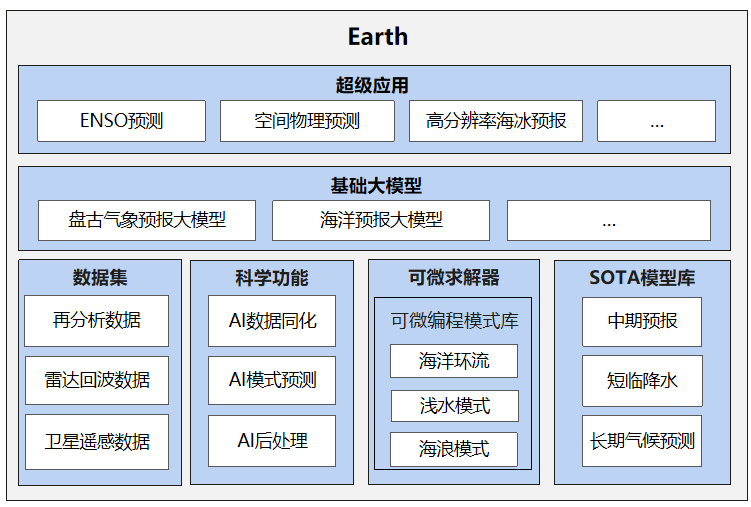 Earth
超级应用
ENSO预测
空间物理预测
高分辨率海冰预报
...
基础大模型
盘古气象预报大模型
海洋预报大模型
...
数据集
再分析数据
雷达回波数据
卫星遥感数据
科学功能
AI数据同化
AI模式预测
AI后处理
可微求解器
可微编程模式库
海洋环流
浅水模式
海浪模式
SOTA模型库
中期预报
短临降水
长期气候预测